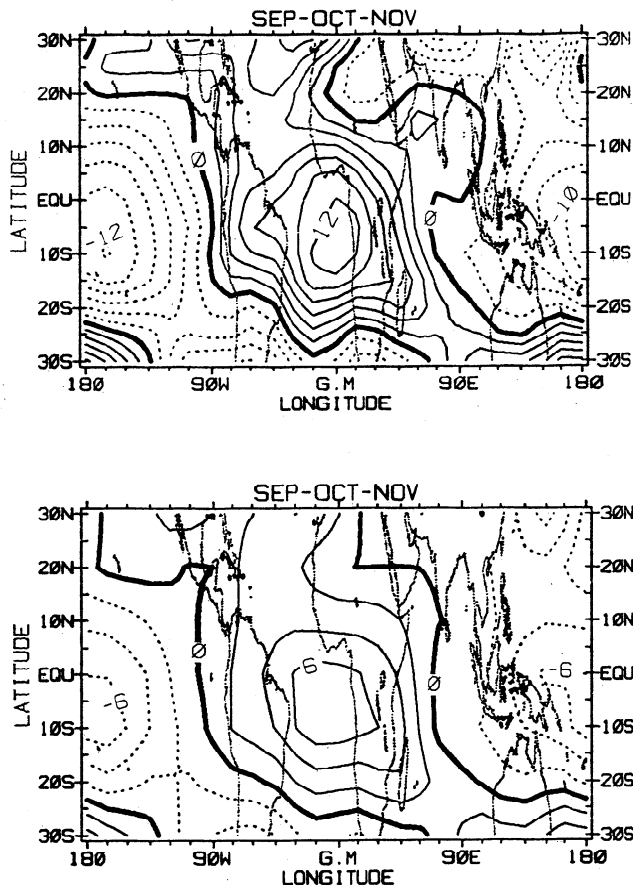 SEP-OCT-NOV
30N 30N
20N 20N
10N 10N
0
EQU EQU
LATITUDE
-12 12 0 -10
10S 10S
20S 20S
30S 30S
180 90W G.M 90E 180
LONGITUDE
SEP-OCT-NOV
30N 30N
20N 20N
10N 10N
0
EQU 6 -6 EQU
LATITUDE
-6 0
10S 10S
20S 20S
30S 30S
180 90W G.M 90E 180
LONGITUDE